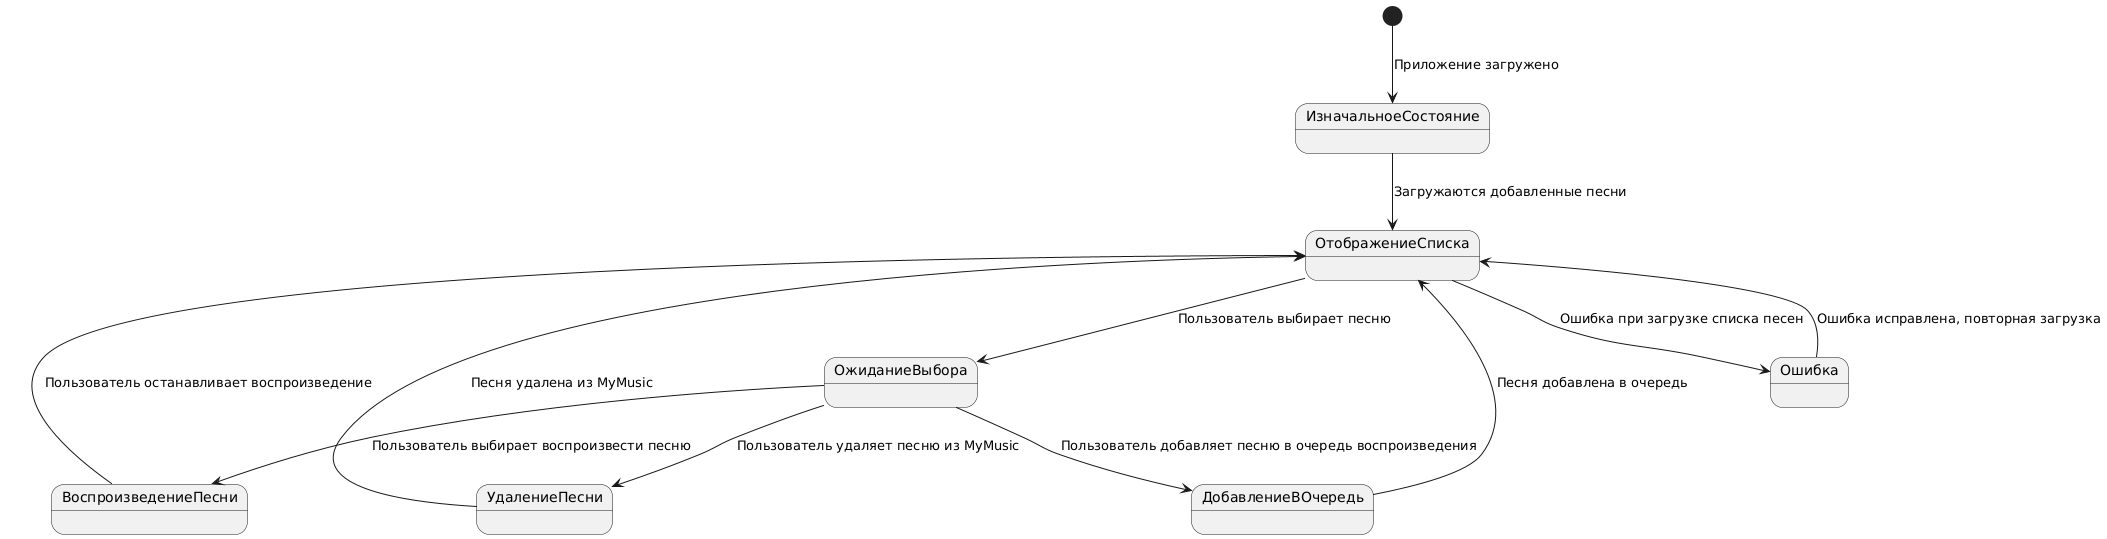 Приложение загружено
ИзначальноеСостояние
Загружаются добавленные песни
ОтображениеСписка
Пользователь выбирает песню
Ошибка при загрузке списка песен
Ошибка исправлена, повторная загрузка
ОжиданиеВыбора
Ошибка
Пользователь останавливает воспроизведение
Песня удалена из MyMusic
Песня добавлена в очередь
Пользователь выбирает воспроизвести песню
Пользователь удаляет песню из MyMusic
Пользователь добавляет песню в очередь воспроизведения
ВоспроизведениеПесни
УдалениеПесни
ДобавлениеВОчередь